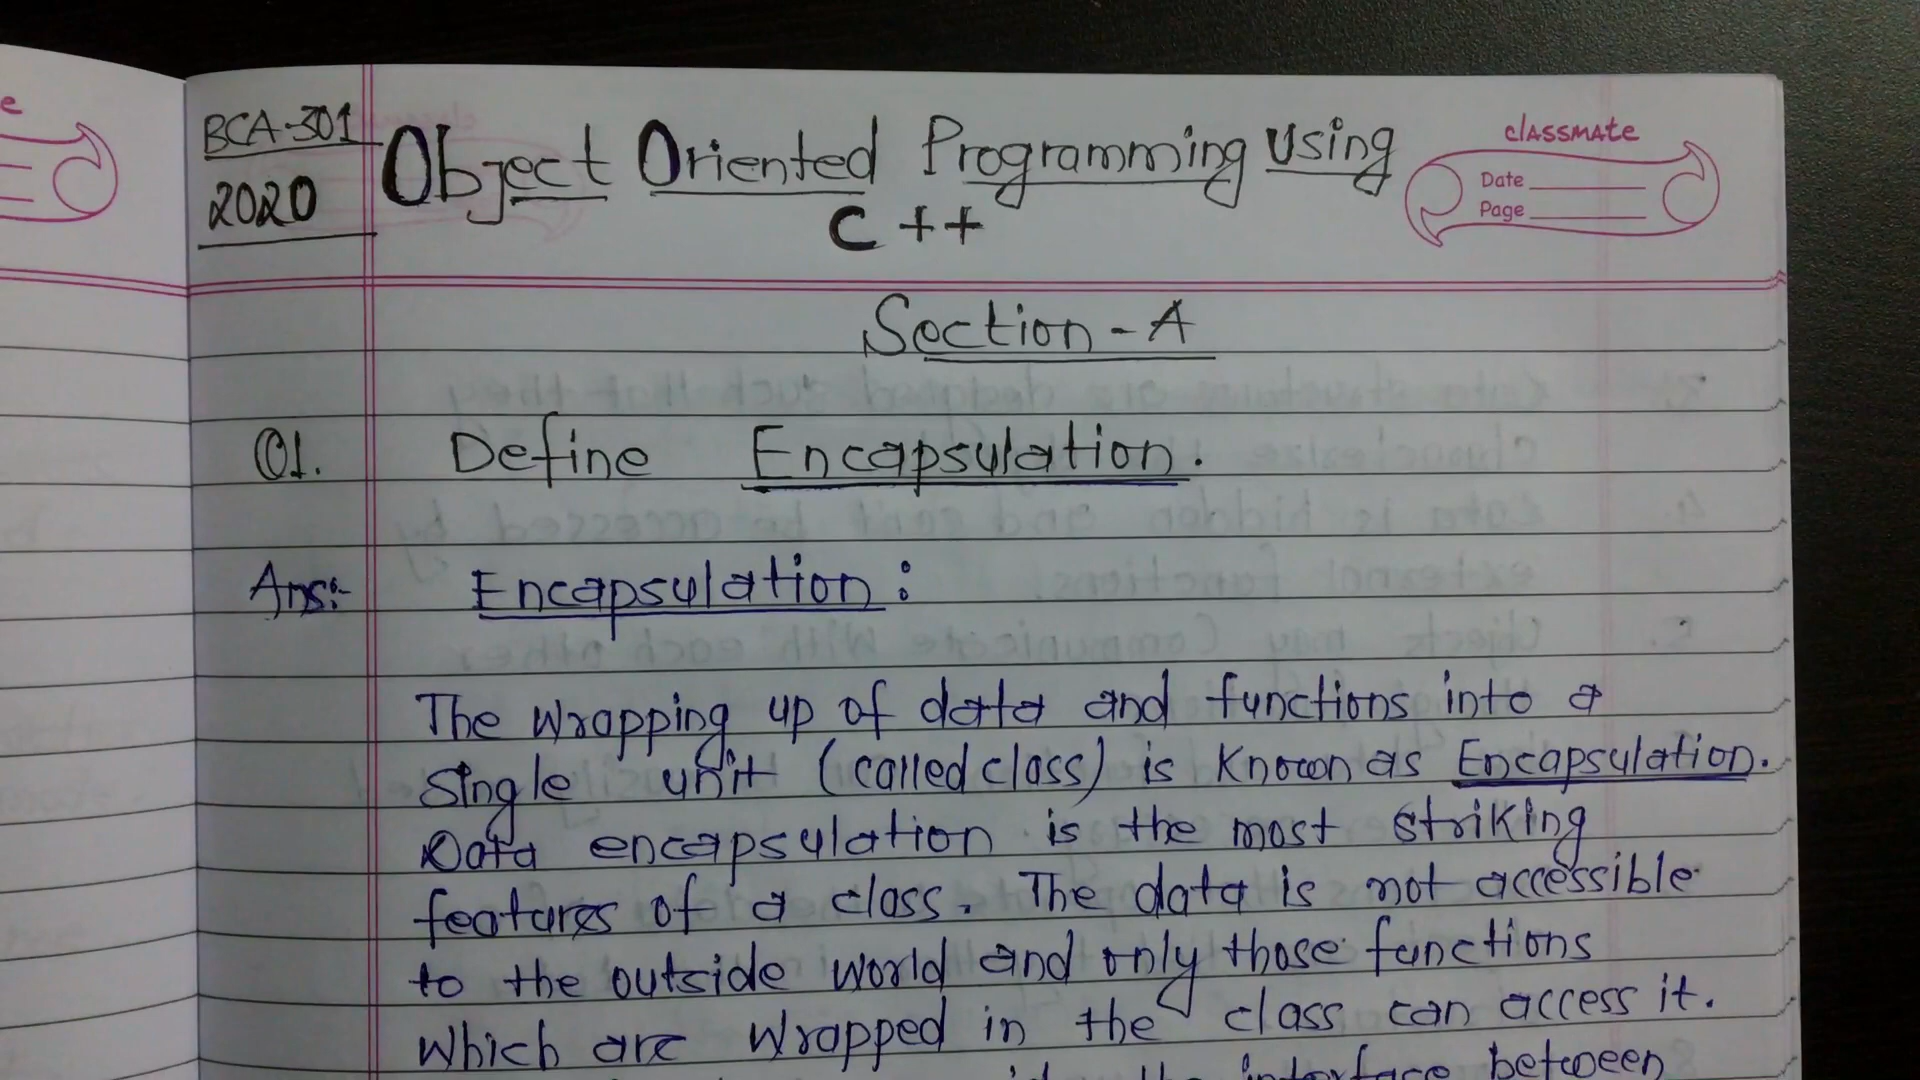 BCA-301
2020
Object Oriented Programming Using
C++
classmate
Date
Page
Section - A
Q1. Define Encapsulation.
Ans:- Encapsulation:
The wrapping up of data and functions into a
single unit (called class) is known as Encapsulation.
Data encapsulation is the most striking
features of a class. The data is not accessible
to the outside world and only those functions
which are wrapped in the class can access it.
the interface between